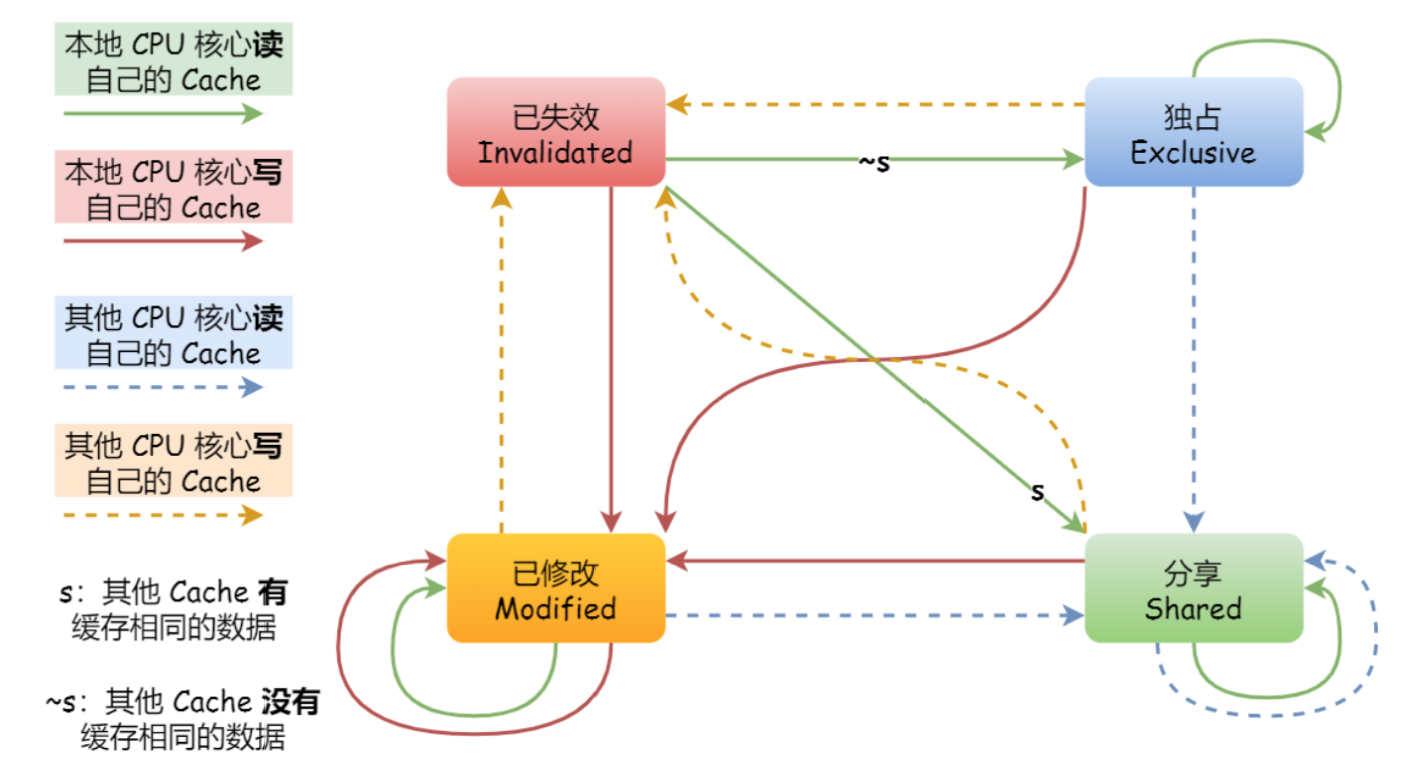 本地 CPU 核心读
自己的 Cache
本地 CPU 核心写
自己的 Cache
其他 CPU 核心读
自己的 Cache
其他 CPU 核心写
自己的 Cache
s：其他 Cache 有
缓存相同的数据
~s：其他 Cache 没有
缓存相同的数据
已失效
Invalidated
独占
Exclusive
~s
s
已修改
Modified
分享
Shared